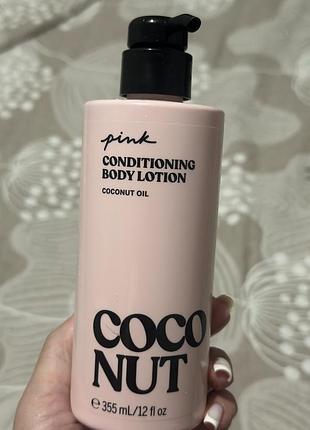 pink
CONDITIONING
BODY LOTION
COCONUT OIL
COCO
NUT
℮ 355 mL/12 fl oz